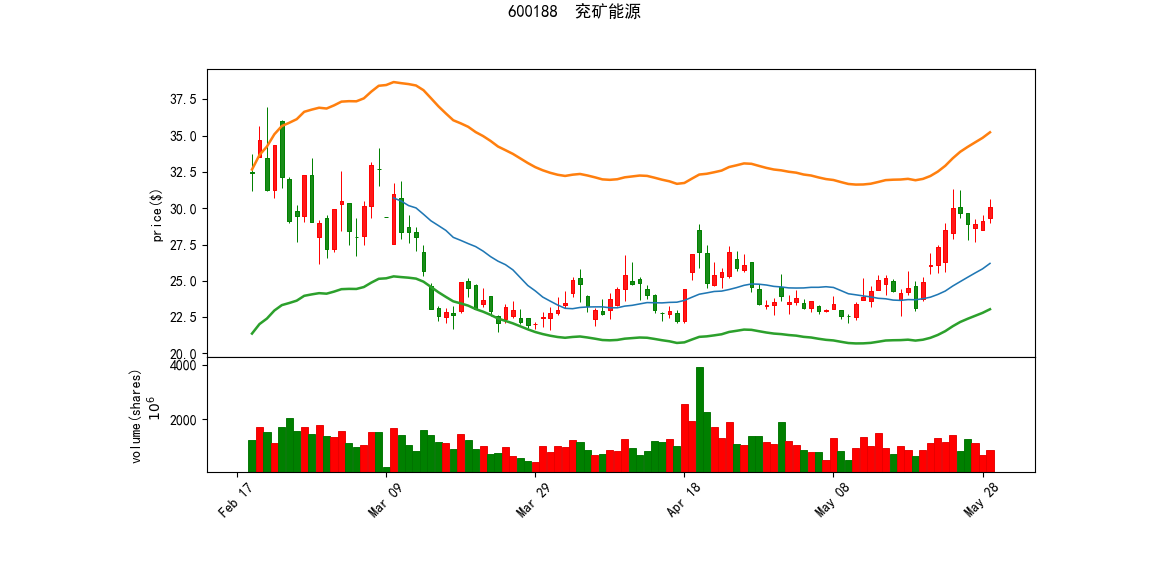 600188  兖矿能源
37.5
35.0
32.5
30.0
27.5
25.0
22.5
20.0
price($)
4000
2000
volume(shares)
10^6
Feb 17
Mar 09
Mar 29
Apr 18
May 08
May 28